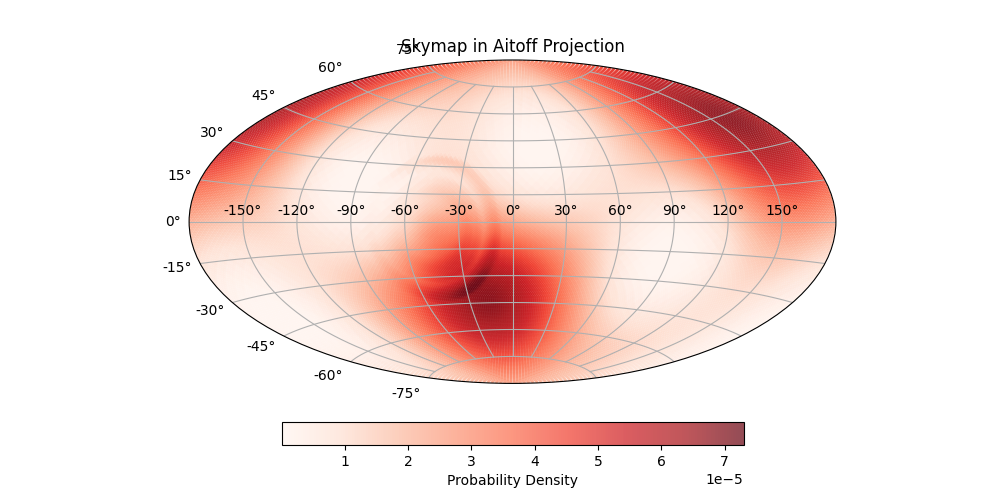 Skymap in Aitoff Projection
75°
60°
45°
30°
15°
-150° -120° -90° -60° -30° 0° 30° 60° 90° 120° 150°
0°
-15°
-30°
-45°
-60°
-75°
1 2 3 4 5 6 7
1e−5
Probability Density